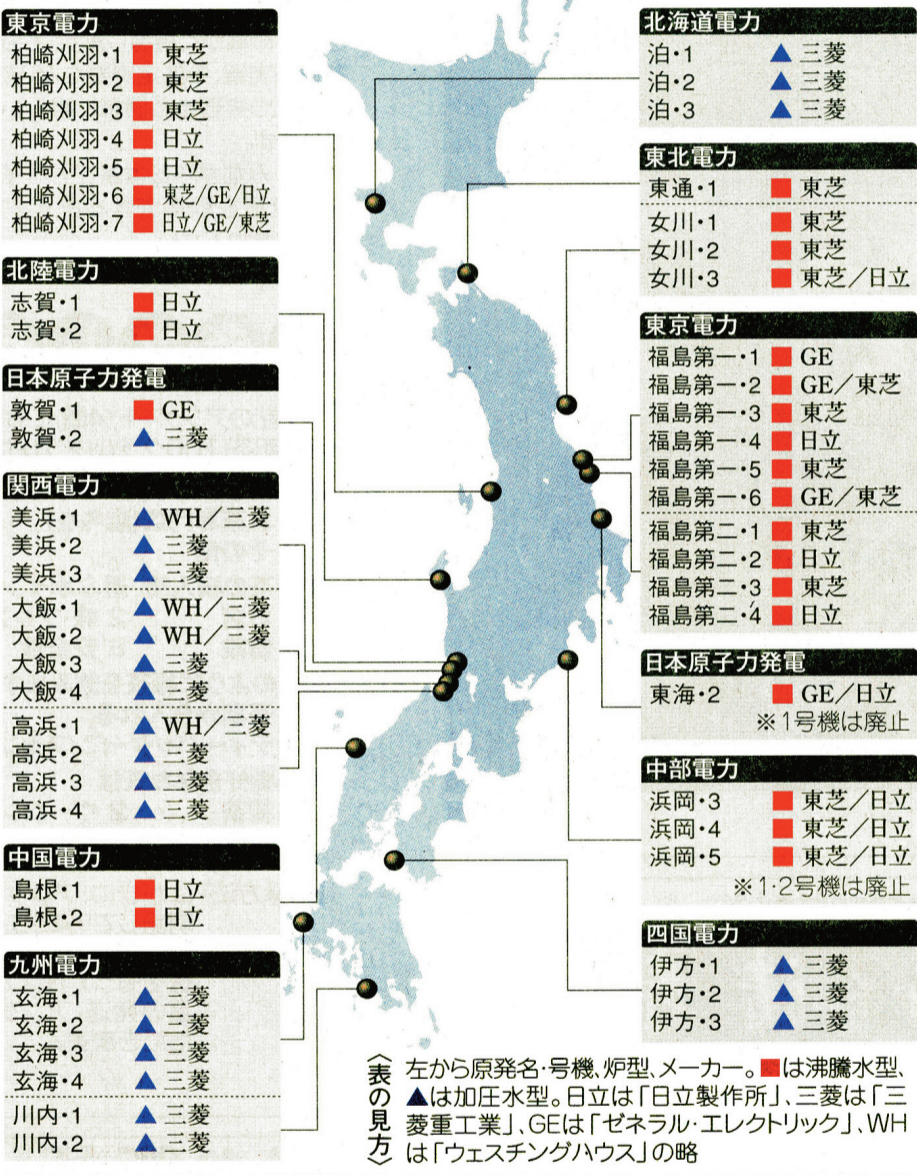 東京電力
柏崎刈羽・1 ■ 東芝
柏崎刈羽・2 ■ 東芝
柏崎刈羽・3 ■ 東芝
柏崎刈羽・4 ■ 日立
柏崎刈羽・5 ■ 日立
柏崎刈羽・6 ■ 東芝/GE/日立
柏崎刈羽・7 ■ 日立/GE/東芝
北陸電力
志賀・1 ■ 日立
志賀・2 ■ 日立
日本原子力発電
敦賀・1 ■ GE
敦賀・2 ▲ 三菱
関西電力
美浜・1 ▲ WH/三菱
美浜・2 ▲ 三菱
美浜・3 ▲ 三菱
大飯・1 ▲ WH/三菱
大飯・2 ▲ WH/三菱
大飯・3 ▲ 三菱
大飯・4 ▲ 三菱
高浜・1 ▲ WH/三菱
高浜・2 ▲ 三菱
高浜・3 ▲ 三菱
高浜・4 ▲ 三菱
中国電力
島根・1 ■ 日立
島根・2 ■ 日立
九州電力
玄海・1 ▲ 三菱
玄海・2 ▲ 三菱
玄海・3 ▲ 三菱
玄海・4 ▲ 三菱
川内・1 ▲ 三菱
川内・2 ▲ 三菱
北海道電力
泊・1 ▲ 三菱
泊・2 ▲ 三菱
泊・3 ▲ 三菱
東北電力
東通・1 ■ 東芝
女川・1 ■ 東芝
女川・2 ■ 東芝
女川・3 ■ 東芝/日立
東京電力
福島第一・1 ■ GE
福島第一・2 ■ GE/東芝
福島第一・3 ■ 東芝
福島第一・4 ■ 日立
福島第一・5 ■ 東芝
福島第一・6 ■ GE/東芝
福島第二・1 ■ 東芝
福島第二・2 ■ 日立
福島第二・3 ■ 東芝
福島第二・4 ■ 日立
日本原子力発電
東海・2 ■ GE/日立
※1号機は廃止
中部電力
浜岡・3 ■ 東芝/日立
浜岡・4 ■ 東芝/日立
浜岡・5 ■ 東芝/日立
※1・2号機は廃止
四国電力
伊方・1 ▲ 三菱
伊方・2 ▲ 三菱
伊方・3 ▲ 三菱
〈表の見方〉
左から原発名・号機、炉型、メーカー。■は沸騰水型、
▲は加圧水型。日立は「日立製作所」、三菱は「三
菱重工業」、GEは「ゼネラル・エレクトリック」、WH
は「ウェスチングハウス」の略